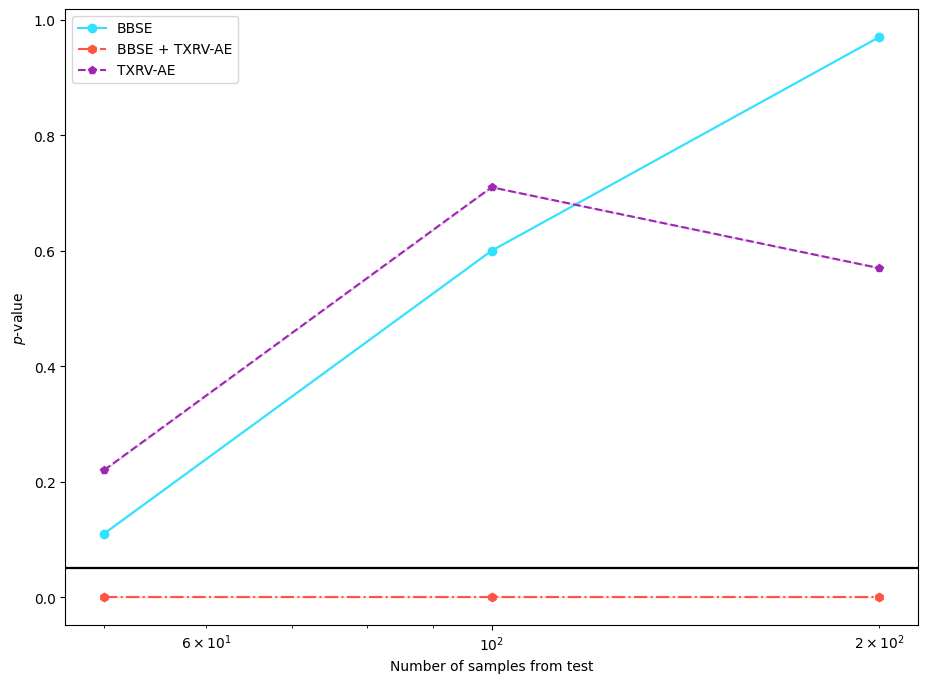 BBSE
BBSE + TXRV-AE
TXRV-AE
1.0
0.8
0.6
0.4
0.2
0.0
p-value
6 × 10¹
10²
2 × 10²
Number of samples from test